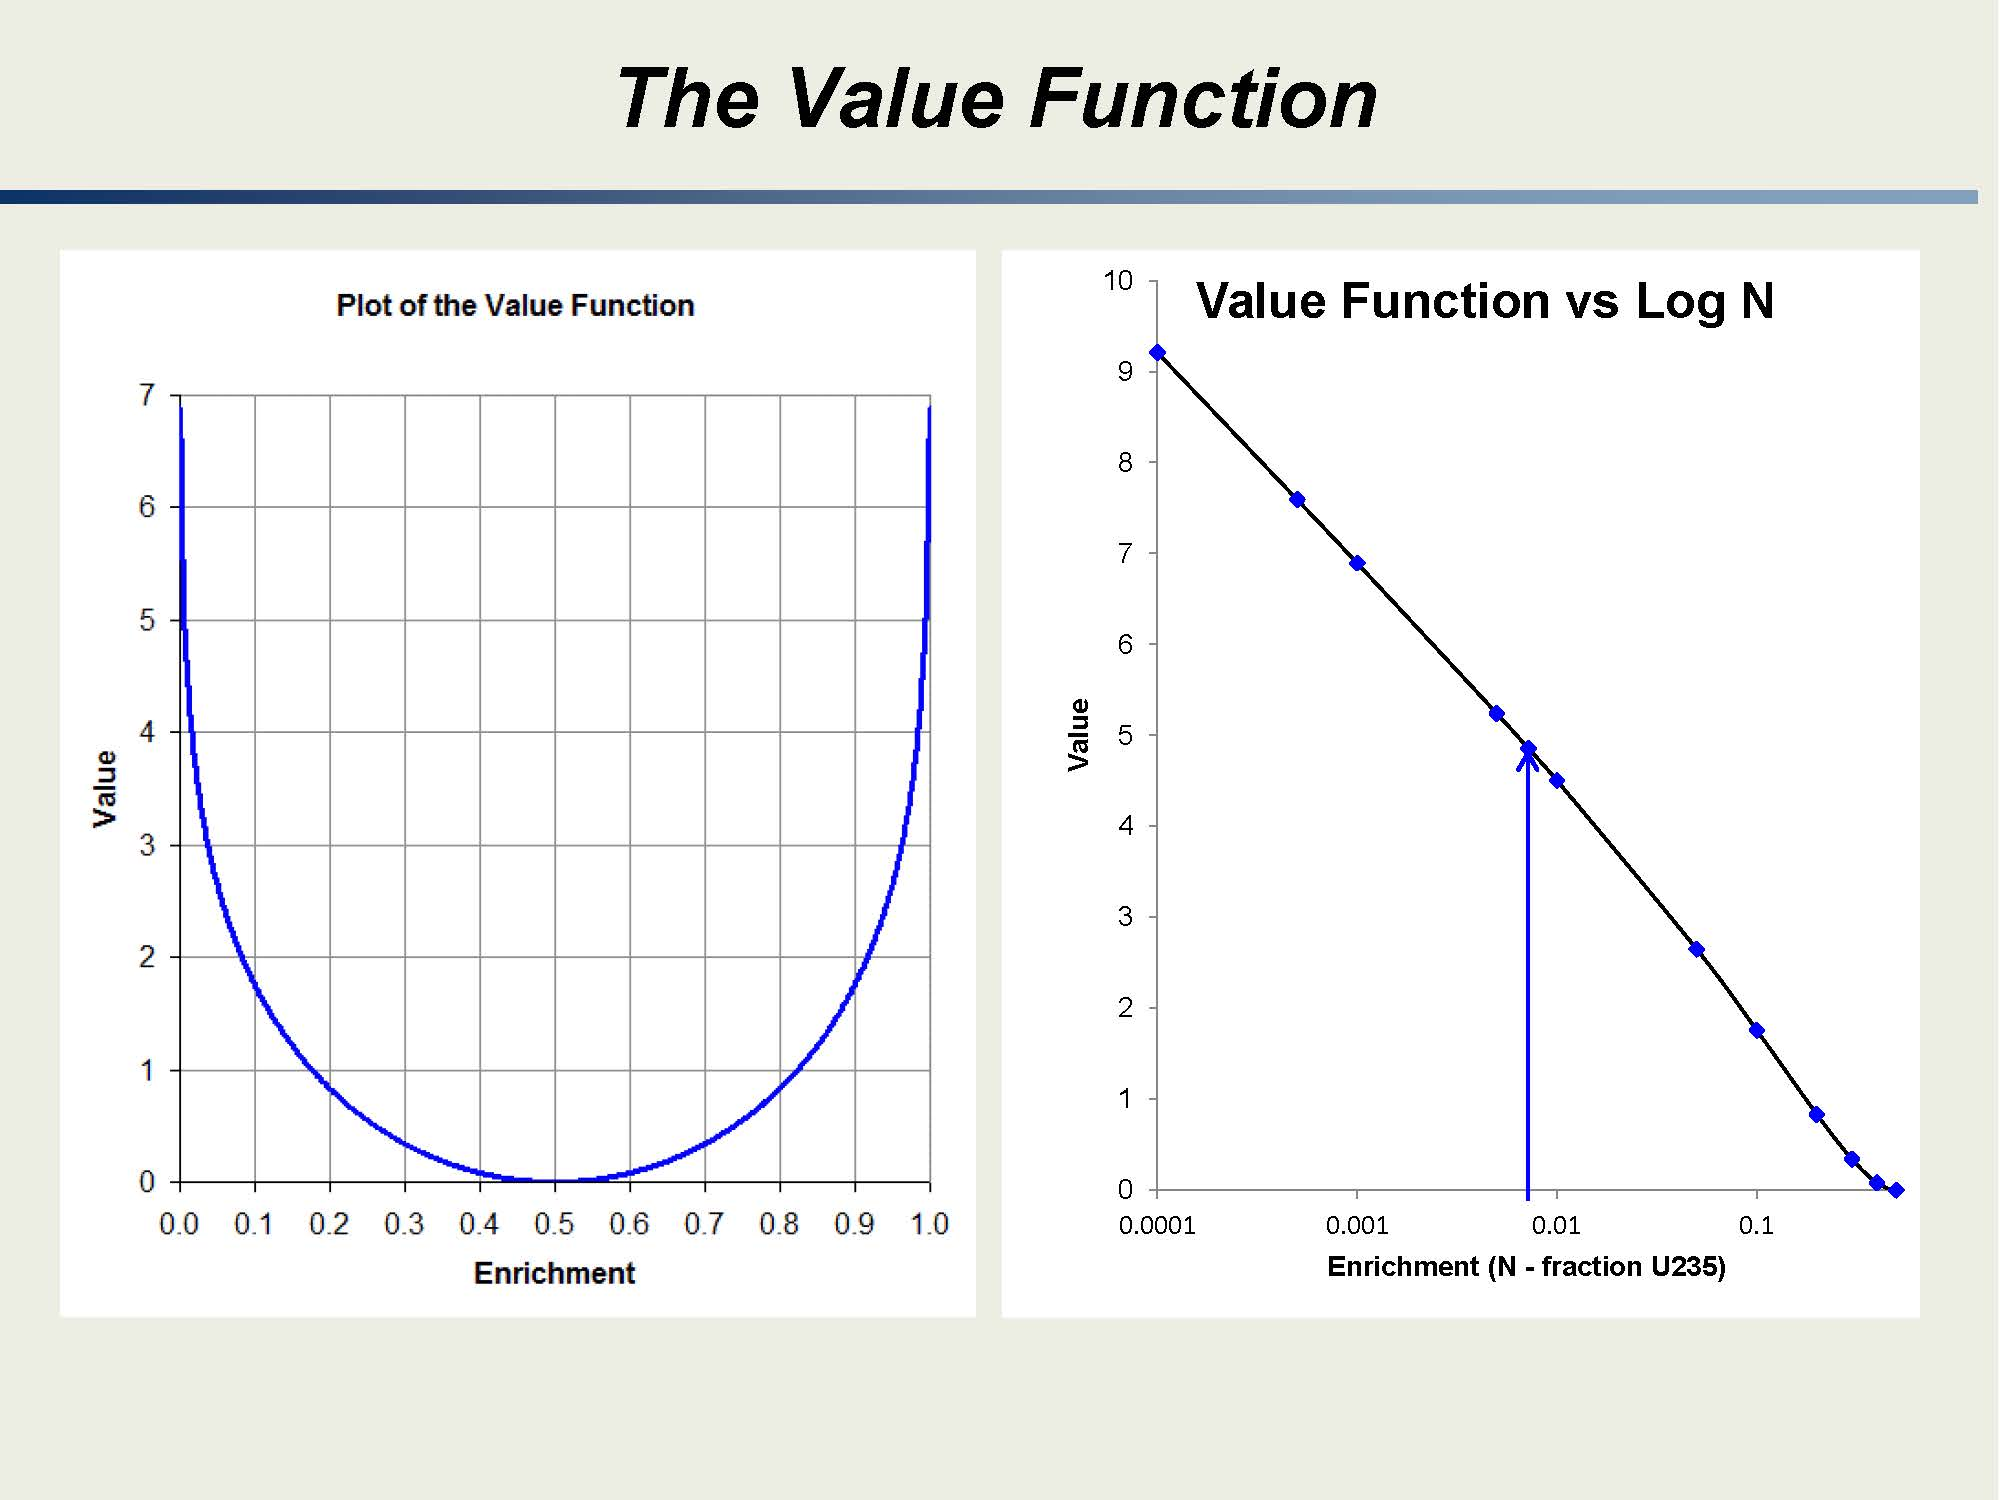 The Value Function
Plot of the Value Function
7
6
5
4
3
2
1
0
Value
0.0 0.1 0.2 0.3 0.4 0.5 0.6 0.7 0.8 0.9 1.0
Enrichment
Value Function vs Log N
10
9
8
7
6
5
4
3
2
1
0
Value
0.0001 0.001 0.01 0.1
Enrichment (N - fraction U235)